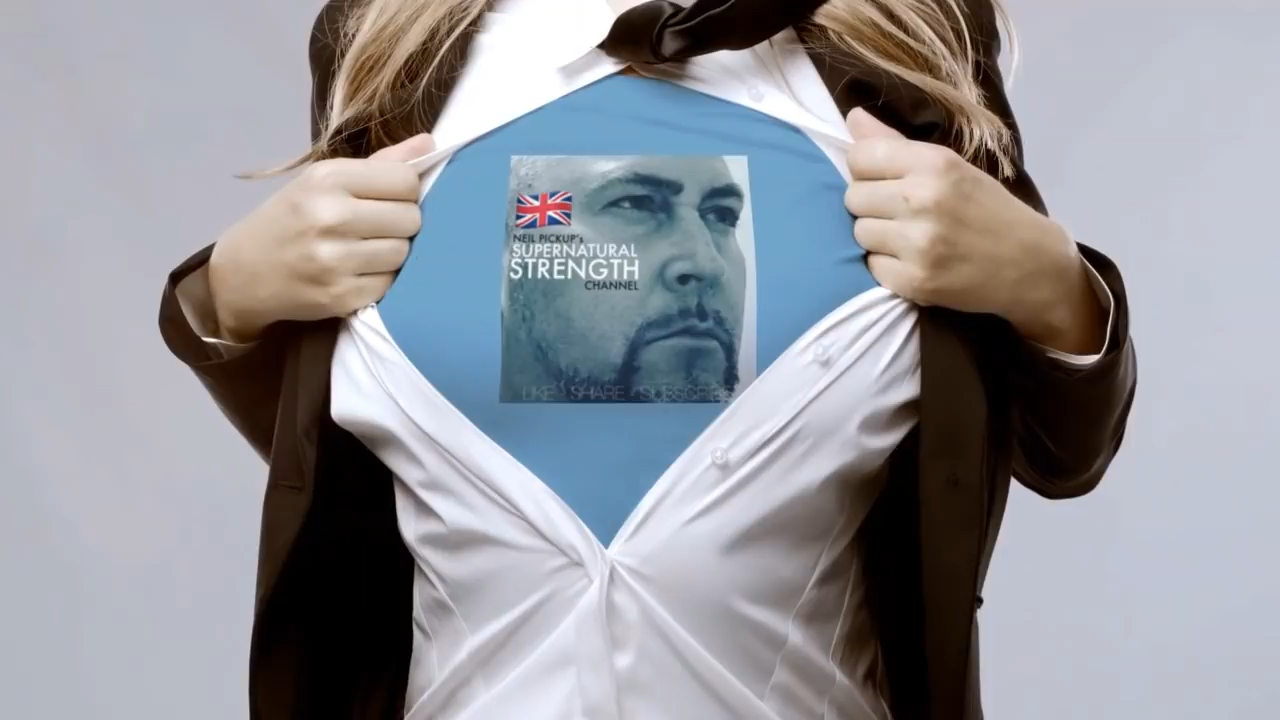 NEIL PICKUP's
SUPERNATURAL
STRENGTH
CHANNEL
LIKE SHARE SUBSCRIBE